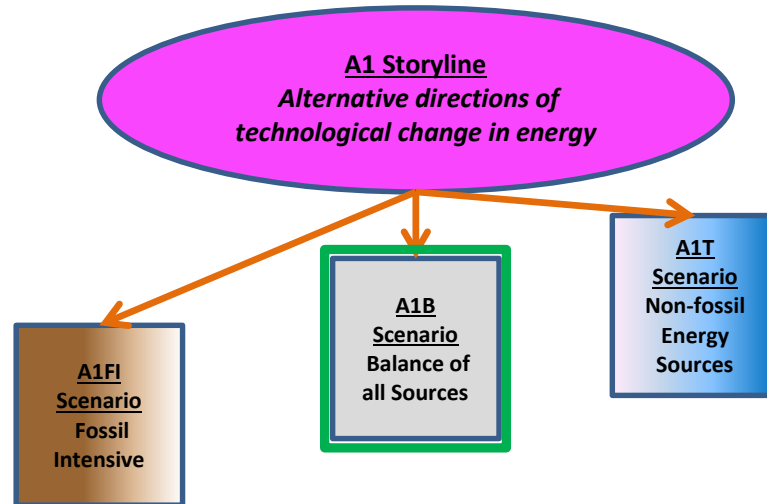 A1 Storyline
Alternative directions of
technological change in energy
A1FI
Scenario
Fossil
Intensive
A1B
Scenario
Balance of
all Sources
A1T
Scenario
Non-fossil
Energy
Sources